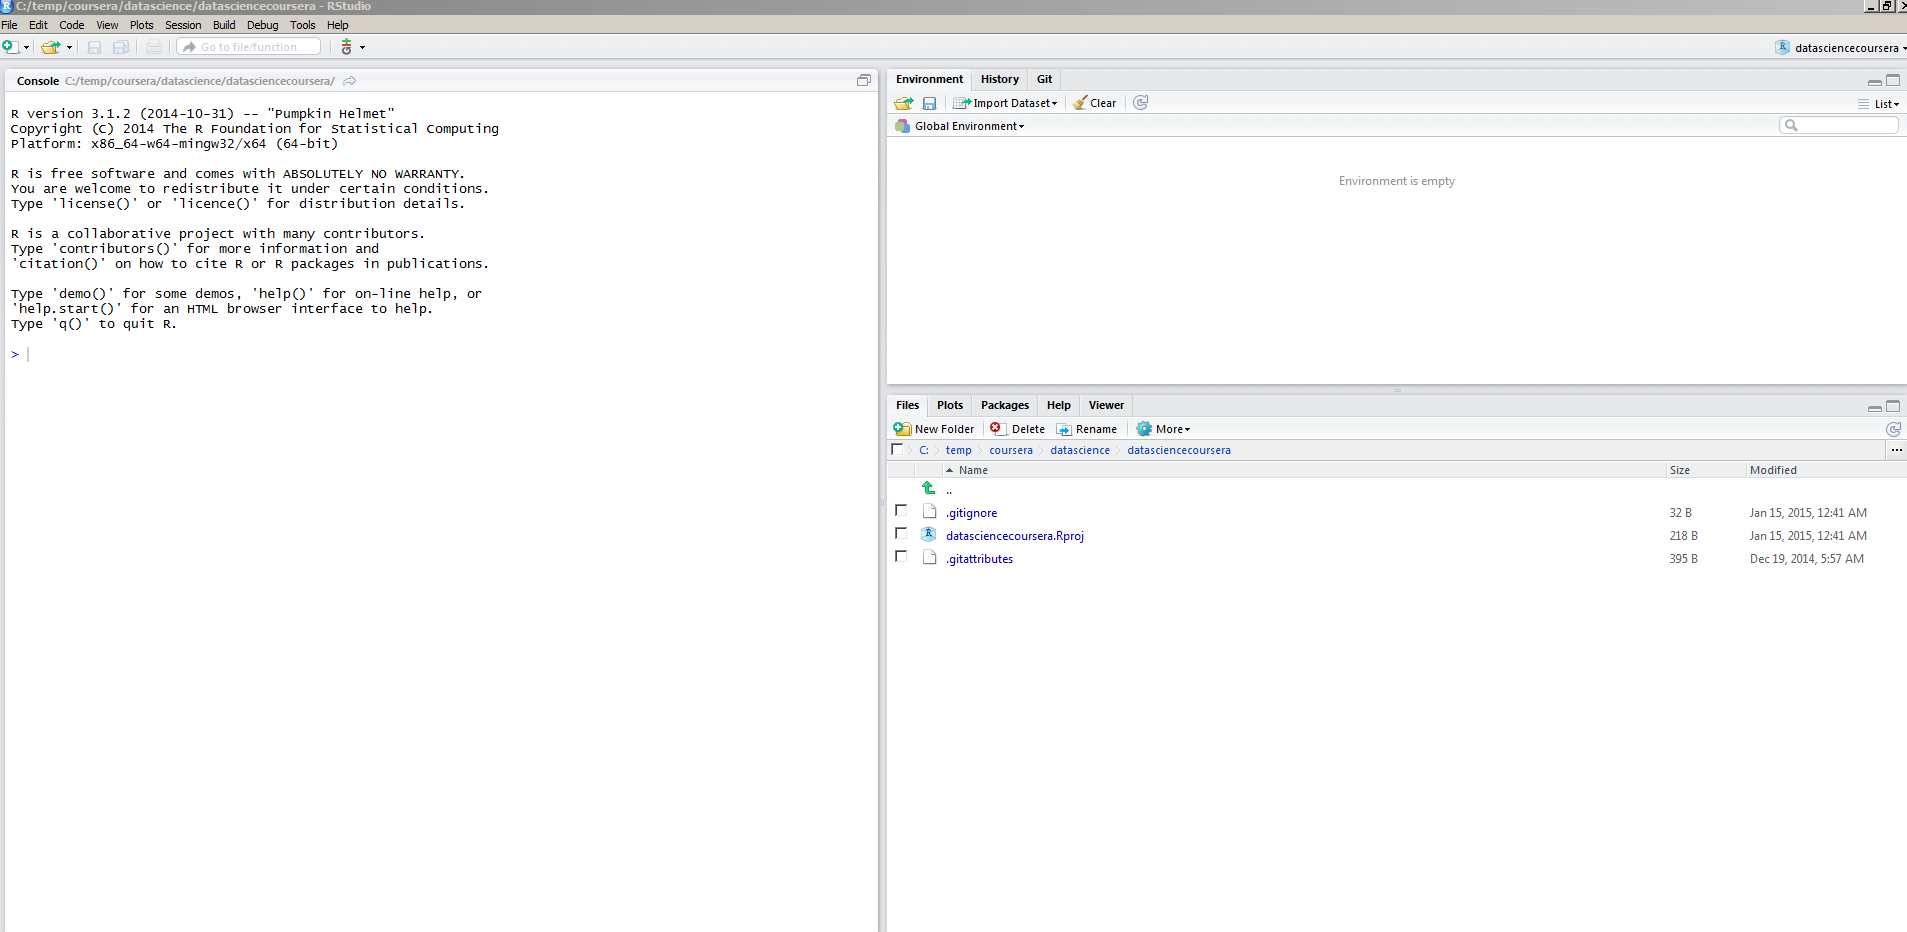 C:/temp/coursera/datascience/datasciencecoursera - RStudio
File Edit Code View Plots Session Build Debug Tools Help
Go to file/function
datasciencecoursera
Console C:/temp/coursera/datascience/datasciencecoursera/
R version 3.1.2 (2014-10-31) -- "Pumpkin Helmet"
Copyright (C) 2014 The R Foundation for Statistical Computing
Platform: x86_64-w64-mingw32/x64 (64-bit)
R is free software and comes with ABSOLUTELY NO WARRANTY.
You are welcome to redistribute it under certain conditions.
Type 'license()' or 'licence()' for distribution details.
R is a collaborative project with many contributors.
Type 'contributors()' for more information and
'citation()' on how to cite R or R packages in publications.
Type 'demo()' for some demos, 'help()' for on-line help, or
'help.start()' for an HTML browser interface to help.
Type 'q()' to quit R.
>
Environment History Git
Import Dataset Clear
List
Global Environment
Environment is empty
Files Plots Packages Help Viewer
New Folder Delete Rename More
C: temp coursera datascience datasciencecoursera ...
Name Size Modified
..
.gitignore 32 B Jan 15, 2015, 12:41 AM
datasciencecoursera.Rproj 218 B Jan 15, 2015, 12:41 AM
.gitattributes 395 B Dec 19, 2014, 5:57 AM